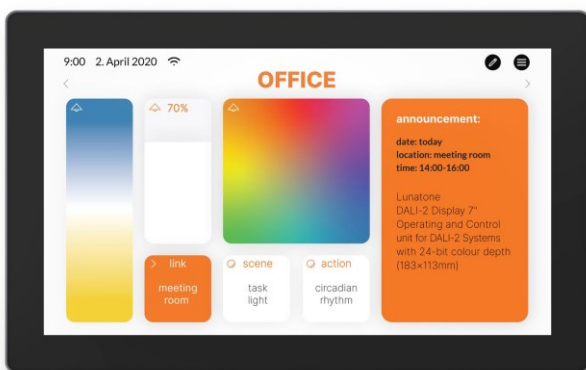 9:00 2. April 2020
OFFICE
70%
link
meeting
room
scene
task
light
action
circadian
rhythm
announcement:
date: today
location: meeting room
time: 14:00-16:00
Lunatone
DALI-2 Display 7"
Operating and Control
unit for DALI-2 Systems
with 24-bit colour depth
(183×113mm)